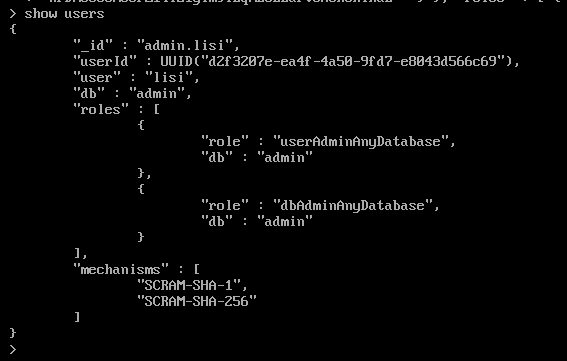 > show users
{
"_id" : "admin.lisi",
"userId" : UUID("d2f3207e-ea4f-4a50-9fd7-e8043d566c69"),
"user" : "lisi",
"db" : "admin",
"roles" : [
{
"role" : "userAdminAnyDatabase",
"db" : "admin"
},
{
"role" : "dbAdminAnyDatabase",
"db" : "admin"
}
],
"mechanisms" : [
"SCRAM-SHA-1",
"SCRAM-SHA-256"
]
}
>